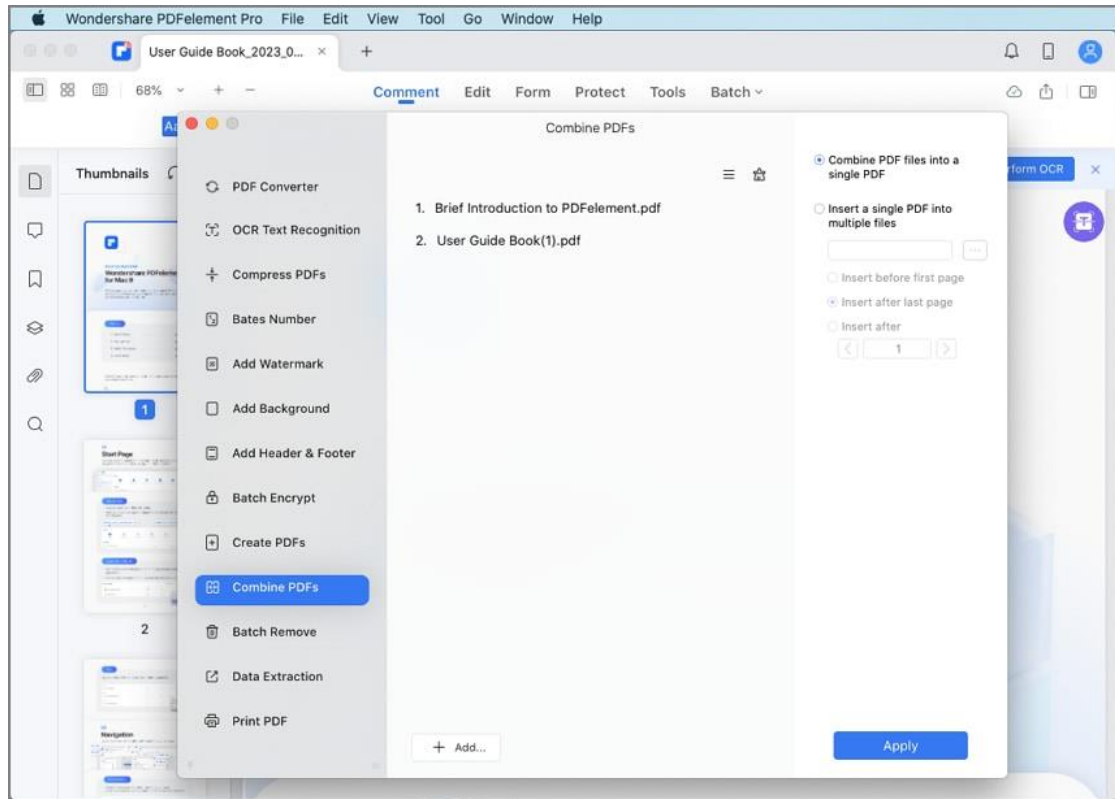 Wondershare PDFelement Pro File Edit View Tool Go Window Help
User Guide Book_2023_0...
68%
Comment Edit Form Protect Tools Batch
Thumbnails
Combine PDFs
PDF Converter
OCR Text Recognition
Compress PDFs
Bates Number
Add Watermark
Add Background
Add Header & Footer
Batch Encrypt
Create PDFs
Combine PDFs
Batch Remove
Data Extraction
Print PDF
1. Brief Introduction to PDFelement.pdf
2. User Guide Book(1).pdf
+ Add...
Combine PDF files into a
single PDF
Insert a single PDF into
multiple files
Insert before first page
Insert after last page
Insert after
1
Apply
OCR
1
Start Page
2
Navigation